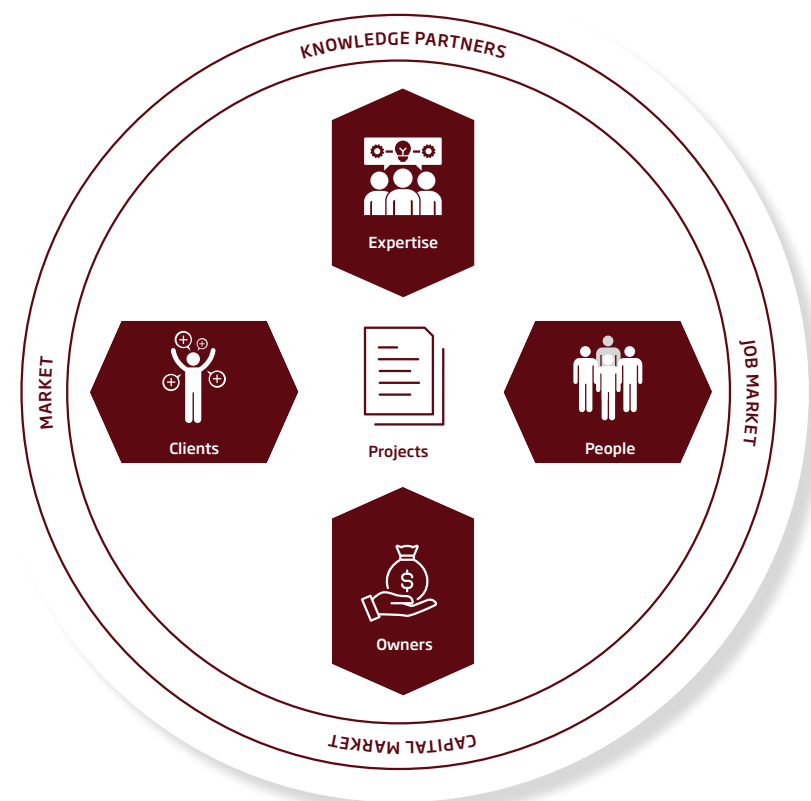 KNOWLEDGE PARTNERS
Expertise
MARKET
JOB MARKET
Clients
Projects
People
$
Owners
CAPITAL MARKET